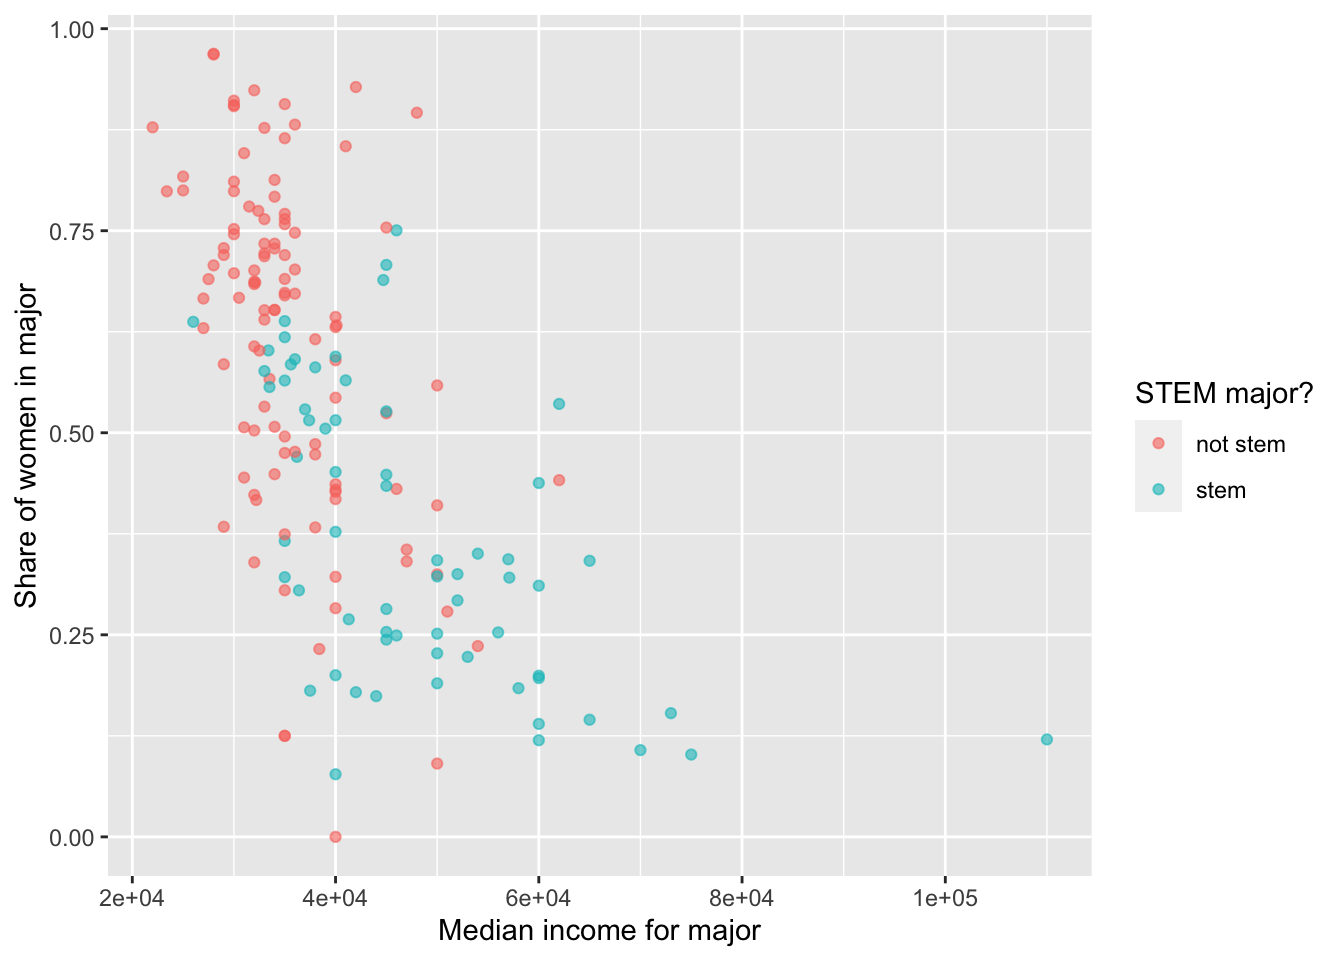 1.00
0.75
0.50
0.25
0.00
Share of women in major
2e+04 4e+04 6e+04 8e+04 1e+05
Median income for major
STEM major?
not stem
stem